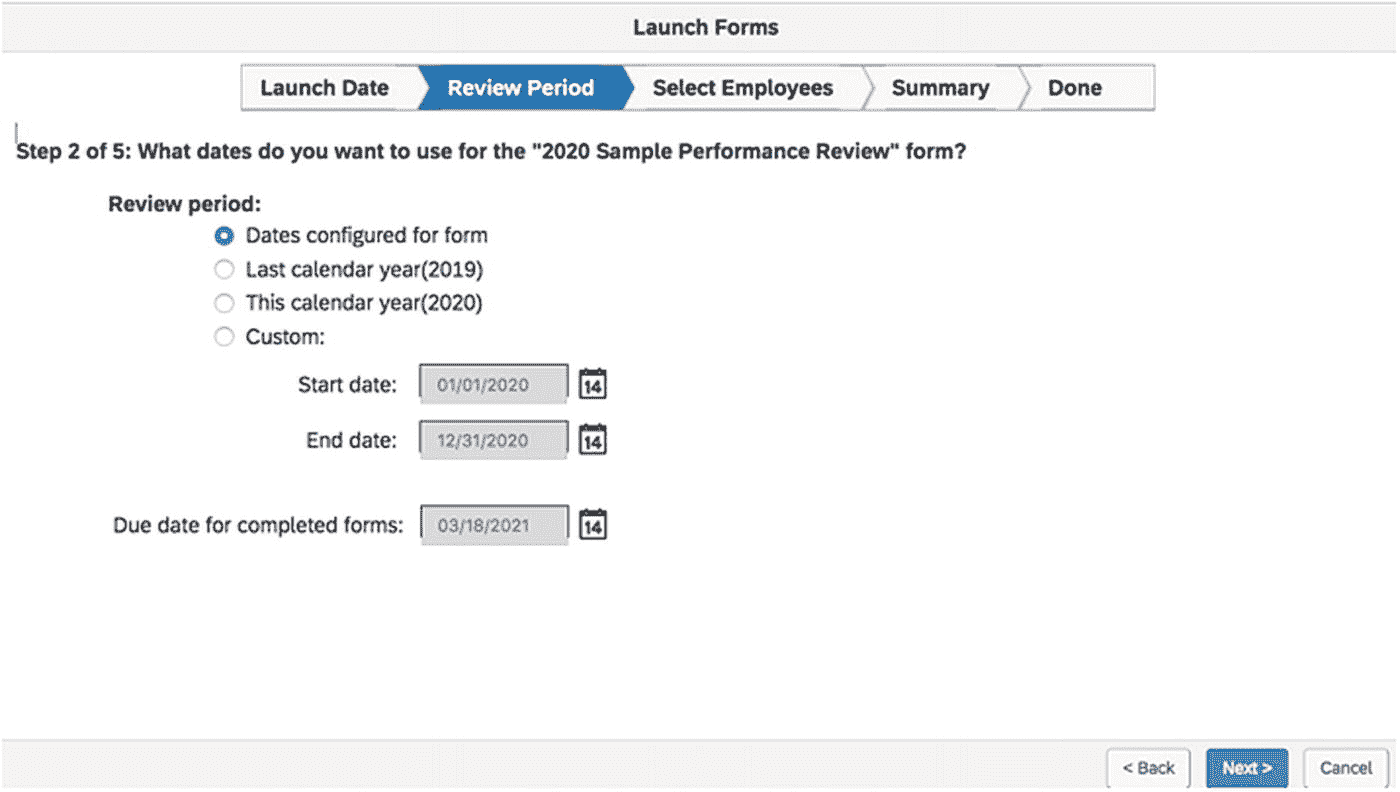 Launch Forms
Launch Date Review Period Select Employees Summary Done
Step 2 of 5: What dates do you want to use for the "2020 Sample Performance Review" form?
Review period:
Dates configured for form
Last calendar year(2019)
This calendar year(2020)
Custom:
Start date: 01/01/2020 14
End date: 12/31/2020 14
Due date for completed forms: 03/18/2021 14
< Back Next > Cancel